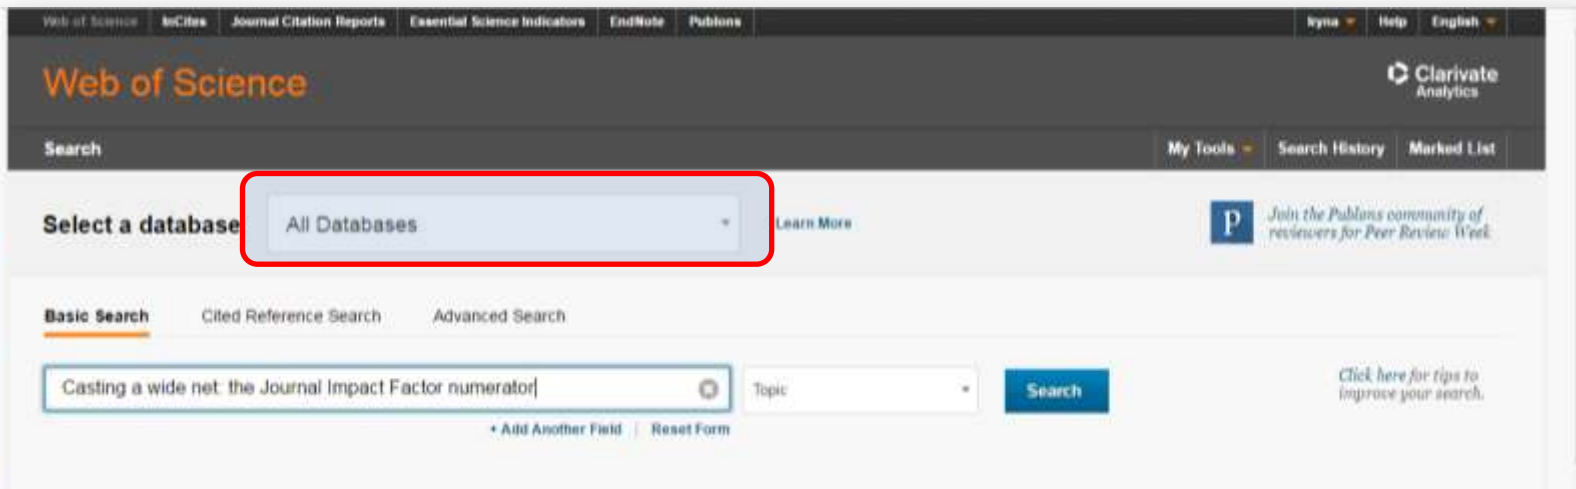 Web of Science InCites Journal Citation Reports Essential Science Indicators EndNote Publons Iryna Help English
Web of Science
Clarivate
Analytics
Search My Tools Search History Marked List
Select a database All Databases Learn More
Join the Publons community of
reviewers for Peer Review Week
P
Basic Search Cited Reference Search Advanced Search
Casting a wide net: the Journal Impact Factor numerator Topic Search
Click here for tips to
improve your search.
+ Add Another Field | Reset Form